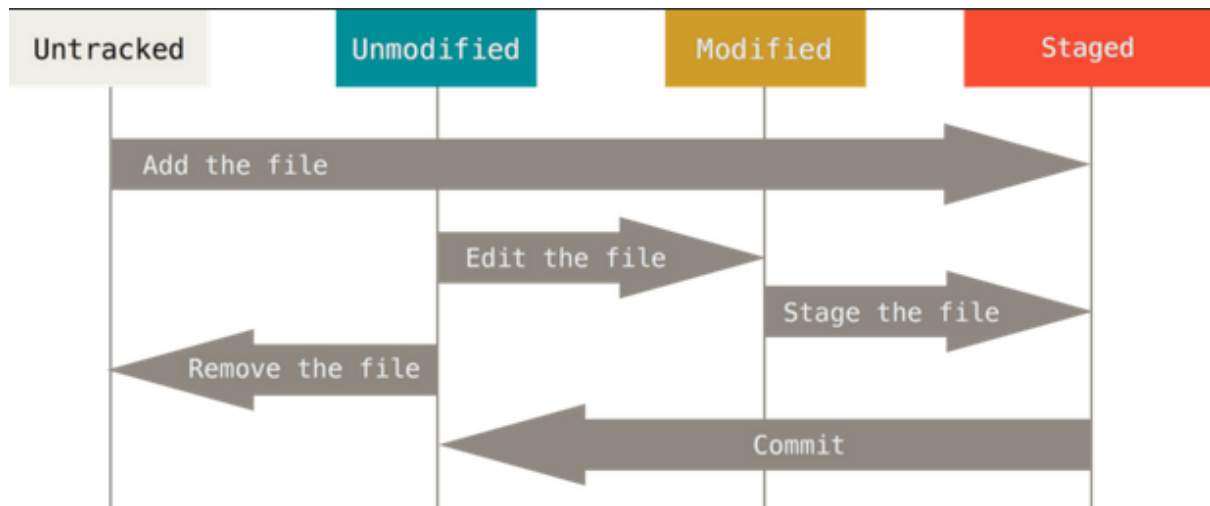 Untracked
Unmodified
Modified
Staged
Add the file
Edit the file
Stage the file
Remove the file
Commit